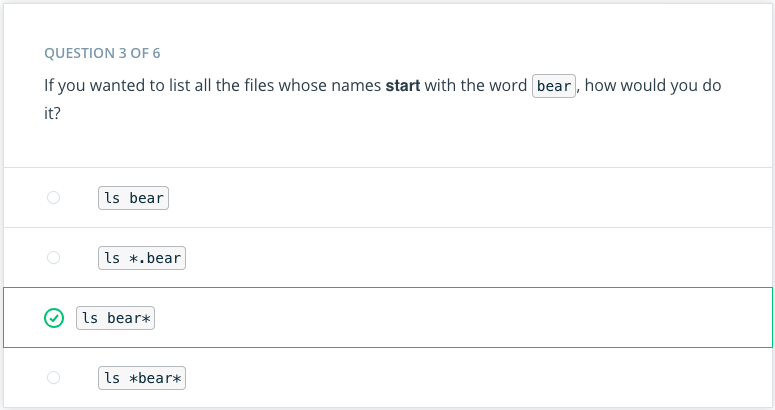 QUESTION 3 OF 6
If you wanted to list all the files whose names start with the word bear, how would you do
it?
ls bear
ls *.bear
ls bear*
ls *bear*